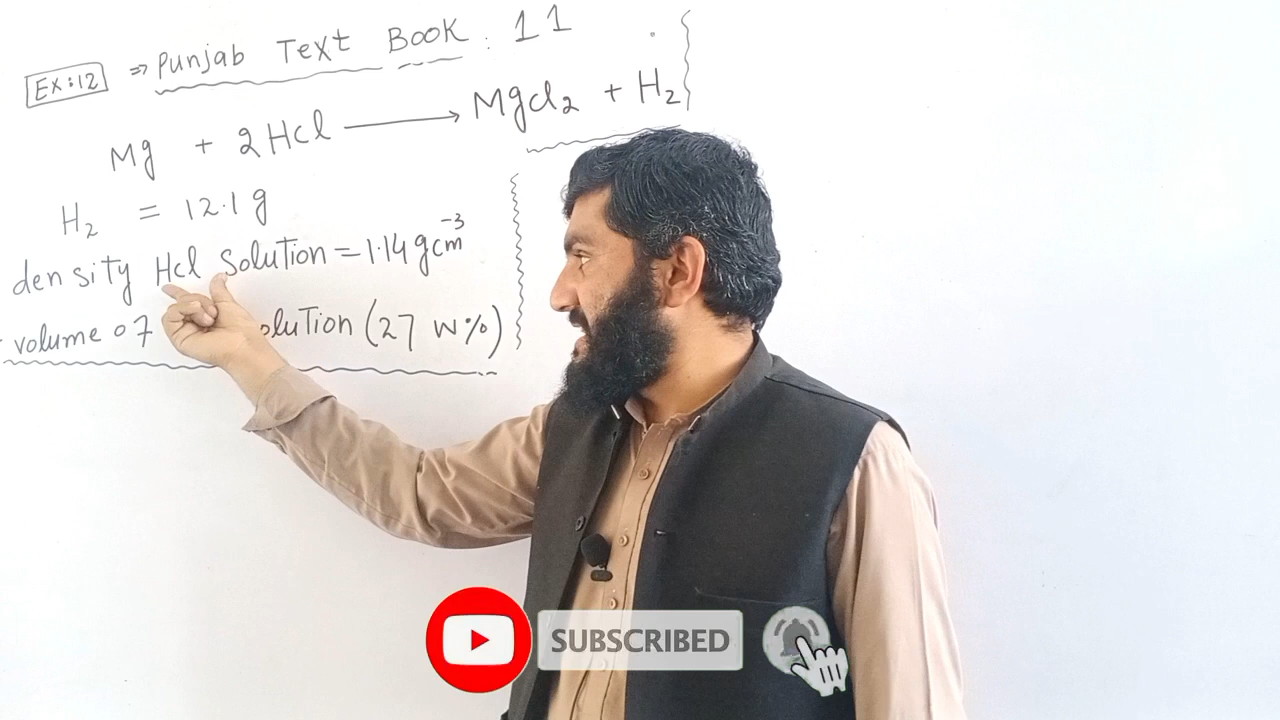 Ex:12 ⇒ Punjab Text Book : 11
Mg + 2Hcl ⟶ Mgcl₂ + H₂
H₂ = 12.1 g
density Hcl Solution = 1.14 gcm⁻³
volume of olution (27 w%)
SUBSCRIBED